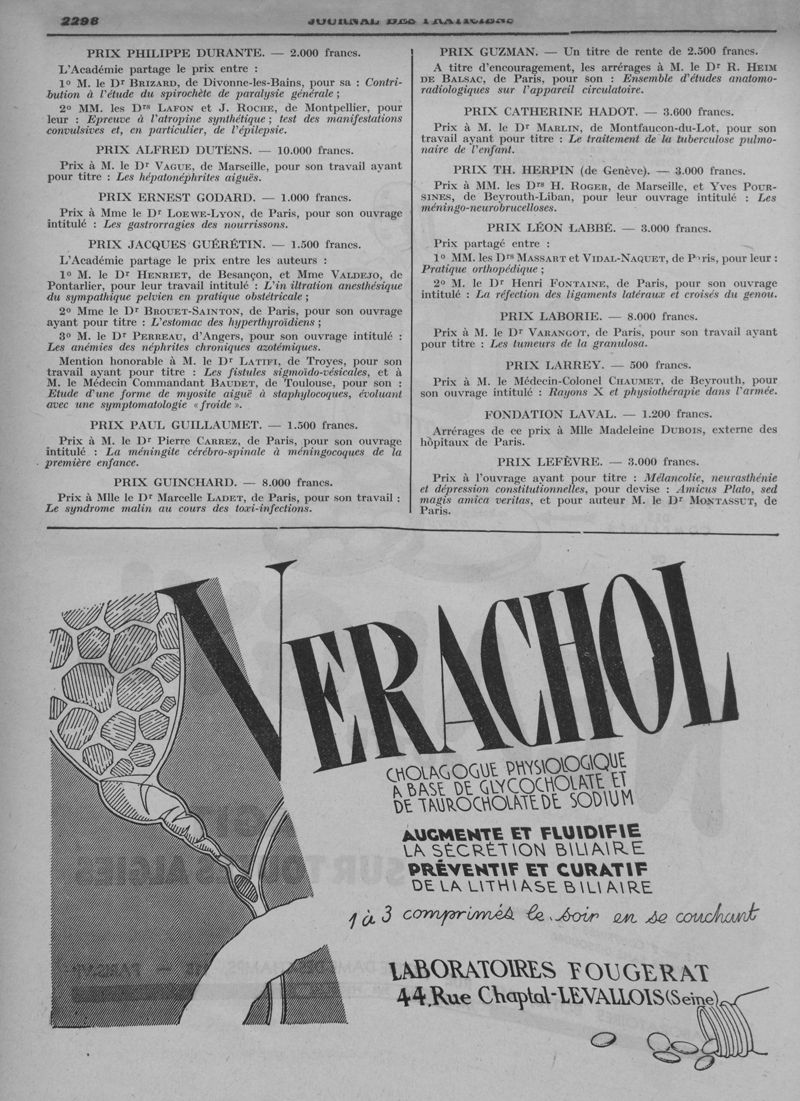 2298
JOURNAL DES PRATICIENS
PRIX PHILIPPE DURANTE. — 2.000 francs.
L'Académie partage le prix entre :
1º M. le Dr BRIZARD, de Divonne-les-Bains, pour sa : Contri-
bution à l'étude du spirochète de paralysie générale ;
2º MM. les Drs LAFON et J. ROCHE, de Montpellier, pour
leur : Epreuve à l'atropine synthétique ; test des manifestations
convulsives et, en particulier, de l'épilepsie.
PRIX ALFRED DUTENS. — 10.000 francs.
Prix à M. le Dr VAGUE, de Marseille, pour son travail ayant
pour titre : Les hépatonéphrites aiguës.
PRIX ERNEST GODARD. — 1.000 francs.
Prix à Mme le Dr LOEWE-LYON, de Paris, pour son ouvrage
intitulé : Les gastrorragies des nourrissons.
PRIX JACQUES GUÉRÉTIN. — 1.500 francs.
L'Académie partage le prix entre les auteurs :
1º M. le Dr HENRIET, de Besançon, et Mme VALDEJO, de
Pontarlier, pour leur travail intitulé : L'in iltration anesthésique
du sympathique pelvien en pratique obstétricale ;
2º Mme le Dr BROUET-SAINTON, de Paris, pour son ouvrage
ayant pour titre : L'estomac des hyperthyroïdiens ;
3º M. le Dr PERREAU, d'Angers, pour son ouvrage intitulé :
Les anémies des néphrites chroniques azotémiques.
Mention honorable à M. le Dr LATIFI, de Troyes, pour son
travail ayant pour titre : Les fistules sigmoïdo-vésicales, et à
M. le Médecin Commandant BAUDET, de Toulouse, pour son :
Etude d'une forme de myosite aiguë à staphylocoques, évoluant
avec une symptomatologie « froide ».
PRIX PAUL GUILLAUMET. — 1.500 francs.
Prix à M. le Dr Pierre CARREZ, de Paris, pour son ouvrage
intitulé : La méningite cérébro-spinale à méningocoques de la
première enfance.
PRIX GUINCHARD. — 8.000 francs.
Prix à Mlle le Dr Marcelle LADET, de Paris, pour son travail :
Le syndrome malin au cours des toxi-infections.
PRIX GUZMAN. — Un titre de rente de 2.500 francs.
A titre d'encouragement, les arrérages à M. le Dr R. HEIM
DE BALSAC, de Paris, pour son : Ensemble d'études anatomo-
radiologiques sur l'appareil circulatoire.
PRIX CATHERINE HADOT. — 3.600 francs.
Prix à M. le Dr MARLIN, de Montfaucon-du-Lot, pour son
travail ayant pour titre : Le traitement de la tuberculose pulmo-
naire de l'enfant.
PRIX TH. HERPIN (de Genève). — 3.000 francs.
Prix à MM. les Drs H. ROGER, de Marseille, et Yves POUR-
SINES, de Beyrouth-Liban, pour leur ouvrage intitulé : Les
méningo-neurobrucelloses.
PRIX LÉON LABBÉ. — 3.000 francs.
Prix partagé entre :
1º MM. les Drs MASSART et VIDAL-NAQUET, de Paris, pour leur :
Pratique orthopédique ;
2º M. le Dr Henri FONTAINE, de Paris, pour son ouvrage
intitulé : La réfection des ligaments latéraux et croisés du genou.
PRIX LABORIE. — 8.000 francs.
Prix à M. le Dr VARANGOT, de Paris, pour son travail ayant
pour titre : Les tumeurs de la granulosa.
PRIX LARREY. — 500 francs.
Prix à M. le Médecin-Colonel CHAUMET, de Beyrouth, pour
son ouvrage intitulé : Rayons X et physiothérapie dans l'armée.
FONDATION LAVAL. — 1.200 francs.
Arrérages de ce prix à Mlle Madeleine DUBOIS, externe des
hôpitaux de Paris.
PRIX LEFÈVRE. — 3.000 francs.
Prix à l'ouvrage ayant pour titre : Mélancolie, neurasthénie
et dépression constitutionnelles, pour devise : Amicus Plato, sed
magis amica veritas, et pour auteur M. le Dr MONTASSUT, de
Paris.
VERACHOL
CHOLAGOGUE PHYSIOLOGIQUE
A BASE DE GLYCOCHOLATE ET
DE TAUROCHOLATE DE SODIUM
AUGMENTE ET FLUIDIFIE
LA SÉCRÉTION BILIAIRE
PRÉVENTIF ET CURATIF
DE LA LITHIASE BILIAIRE
1 à 3 comprimés le soir en se couchant
LABORATOIRES FOUGERAT
44, Rue Chaptal-LEVALLOIS (Seine)